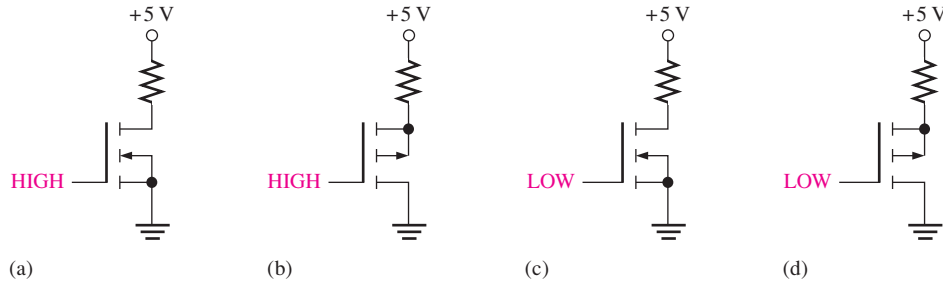 +5 V +5 V +5 V +5 V
HIGH HIGH LOW LOW
(a) (b) (c) (d)